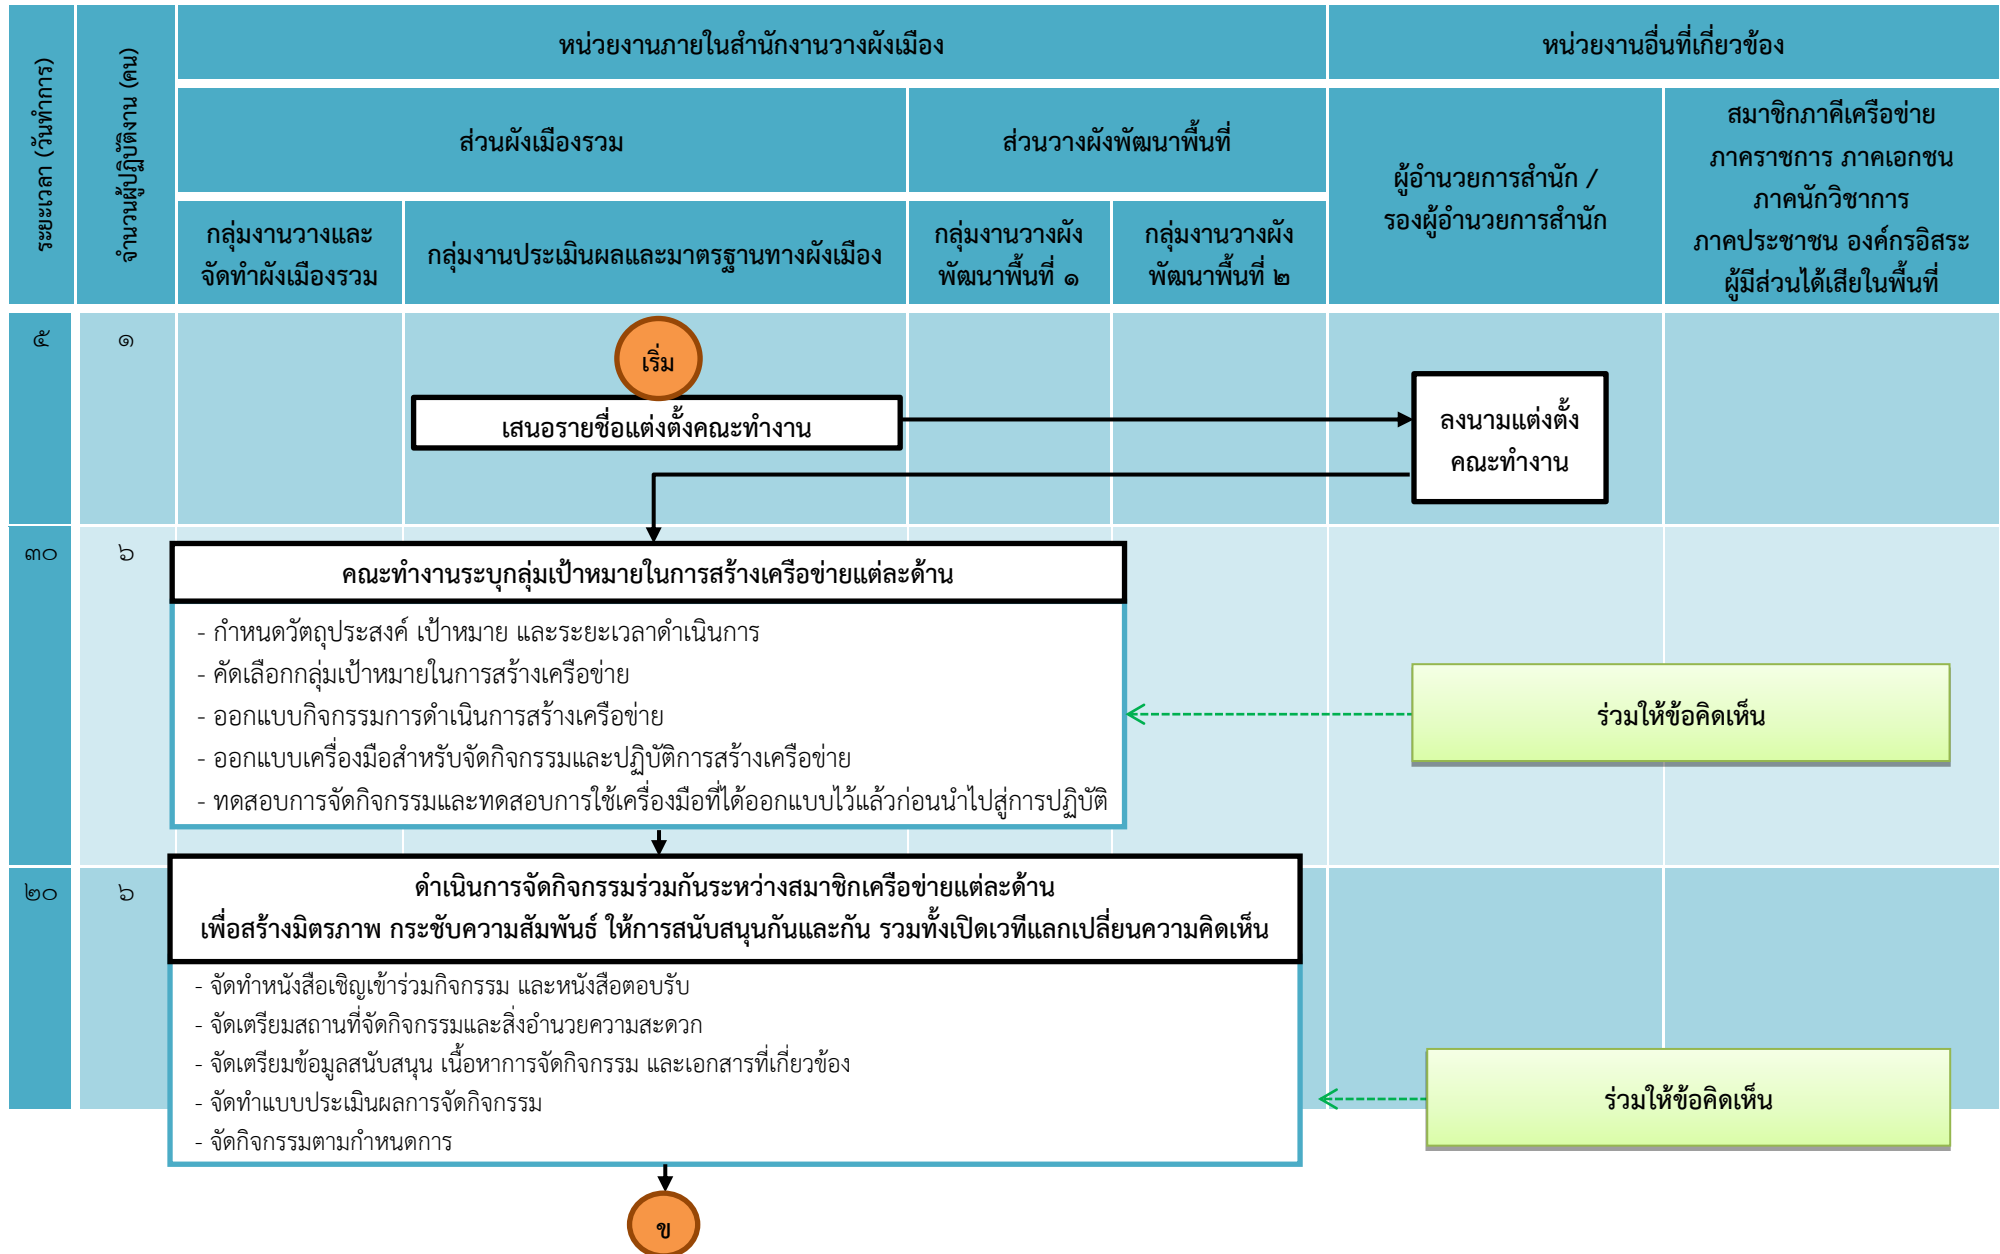 ระยะเวลา (วันทำการ)
จำนวนผู้ปฏิบัติงาน (คน)
หน่วยงานภายในสำนักงานวางผังเมือง
หน่วยงานอื่นที่เกี่ยวข้อง
ส่วนผังเมืองรวม
ส่วนวางผังพัฒนาพื้นที่
ผู้อำนวยการสำนัก /
รองผู้อำนวยการสำนัก
สมาชิกภาคีเครือข่าย
ภาคราชการ ภาคเอกชน
ภาคนักวิชาการ
ภาคประชาชน องค์กรอิสระ
ผู้มีส่วนได้เสียในพื้นที่
กลุ่มงานวางและ
จัดทำผังเมืองรวม
กลุ่มงานประเมินผลและมาตรฐานทางผังเมือง
กลุ่มงานวางผัง
พัฒนาพื้นที่ ๑
กลุ่มงานวางผัง
พัฒนาพื้นที่ ๒
๕
๑
เริ่ม
เสนอรายชื่อแต่งตั้งคณะทำงาน
ลงนามแต่งตั้ง
คณะทำงาน
๓๐
๖
คณะทำงานระบุกลุ่มเป้าหมายในการสร้างเครือข่ายแต่ละด้าน
- กำหนดวัตถุประสงค์ เป้าหมาย และระยะเวลาดำเนินการ
- คัดเลือกกลุ่มเป้าหมายในการสร้างเครือข่าย
- ออกแบบกิจกรรมการดำเนินการสร้างเครือข่าย
- ออกแบบเครื่องมือสำหรับจัดกิจกรรมและปฏิบัติการสร้างเครือข่าย
- ทดสอบการจัดกิจกรรมและทดสอบการใช้เครื่องมือที่ได้ออกแบบไว้แล้วก่อนนำไปสู่การปฏิบัติ
ร่วมให้ข้อคิดเห็น
๒๐
๖
ดำเนินการจัดกิจกรรมร่วมกันระหว่างสมาชิกเครือข่ายแต่ละด้าน
เพื่อสร้างมิตรภาพ กระชับความสัมพันธ์ ให้การสนับสนุนกันและกัน รวมทั้งเปิดเวทีแลกเปลี่ยนความคิดเห็น
- จัดทำหนังสือเชิญเข้าร่วมกิจกรรม และหนังสือตอบรับ
- จัดเตรียมสถานที่จัดกิจกรรมและสิ่งอำนวยความสะดวก
- จัดเตรียมข้อมูลสนับสนุน เนื้อหาการจัดกิจกรรม และเอกสารที่เกี่ยวข้อง
- จัดทำแบบประเมินผลการจัดกิจกรรม
- จัดกิจกรรมตามกำหนดการ
ร่วมให้ข้อคิดเห็น
ข